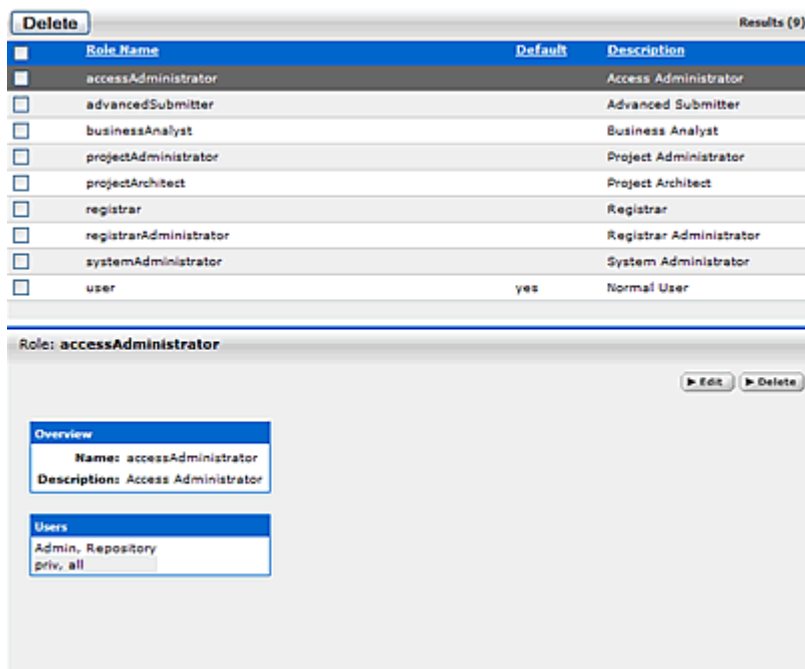 Delete Results (9)
Role Name Default Description
accessAdministrator Access Administrator
advancedSubmitter Advanced Submitter
businessAnalyst Business Analyst
projectAdministrator Project Administrator
projectArchitect Project Architect
registrar Registrar
registrarAdministrator Registrar Administrator
systemAdministrator System Administrator
user yes Normal User
Role: accessAdministrator
Edit Delete
Overview
Name: accessAdministrator
Description: Access Administrator
Users
Admin, Repository
priv, all